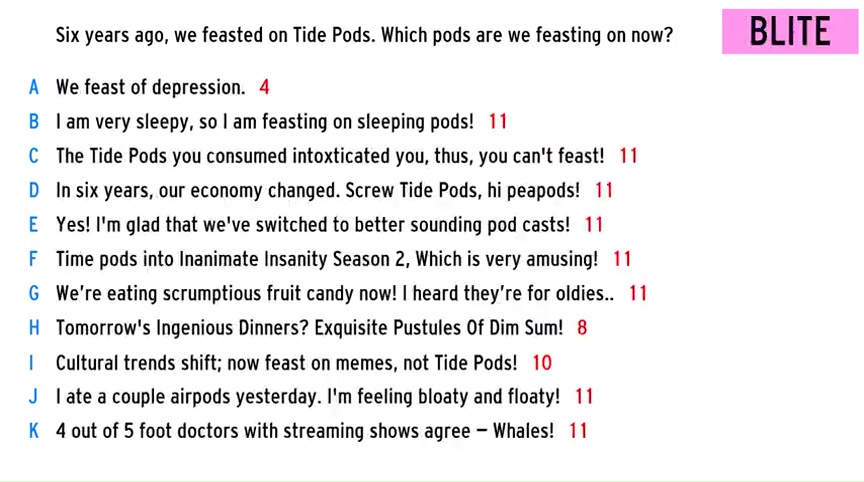 Six years ago, we feasted on Tide Pods. Which pods are we feasting on now?
BLITE
A We feast of depression. 4
B I am very sleepy, so I am feasting on sleeping pods! 11
C The Tide Pods you consumed intoxticated you, thus, you can't feast! 11
D In six years, our economy changed. Screw Tide Pods, hi peapods! 11
E Yes! I'm glad that we've switched to better sounding pod casts! 11
F Time pods into Inanimate Insanity Season 2, Which is very amusing! 11
G We're eating scrumptious fruit candy now! I heard they're for oldies.. 11
H Tomorrow's Ingenious Dinners? Exquisite Pustules Of Dim Sum! 8
I Cultural trends shift; now feast on memes, not Tide Pods! 10
J I ate a couple airpods yesterday. I'm feeling bloaty and floaty! 11
K 4 out of 5 foot doctors with streaming shows agree – Whales! 11